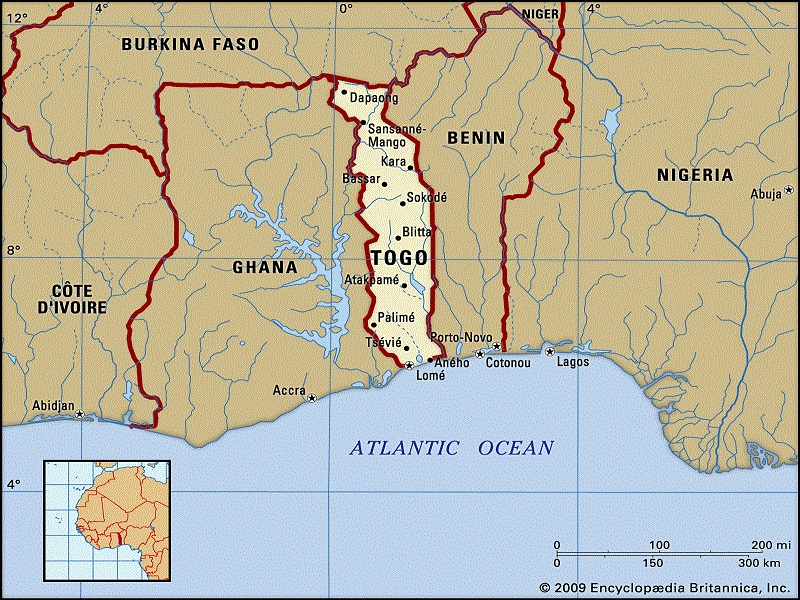 12°
4°
0°
NIGER
4°
BURKINA FASO
Dapaong
Sansanné-
Mango
BENIN
Kara
NIGERIA
Bassar
Abuja
Sokodé
Blitta
8°
TOGO
GHANA
Atakpamé
CÔTE
D'IVOIRE
Palimé
Tsévié
Porto-Novo
Aného
Cotonou
Lagos
Lomé
Accra
Abidjan
ATLANTIC OCEAN
4°
0 100 200 mi
0 150 300 km
© 2009 Encyclopædia Britannica, Inc.